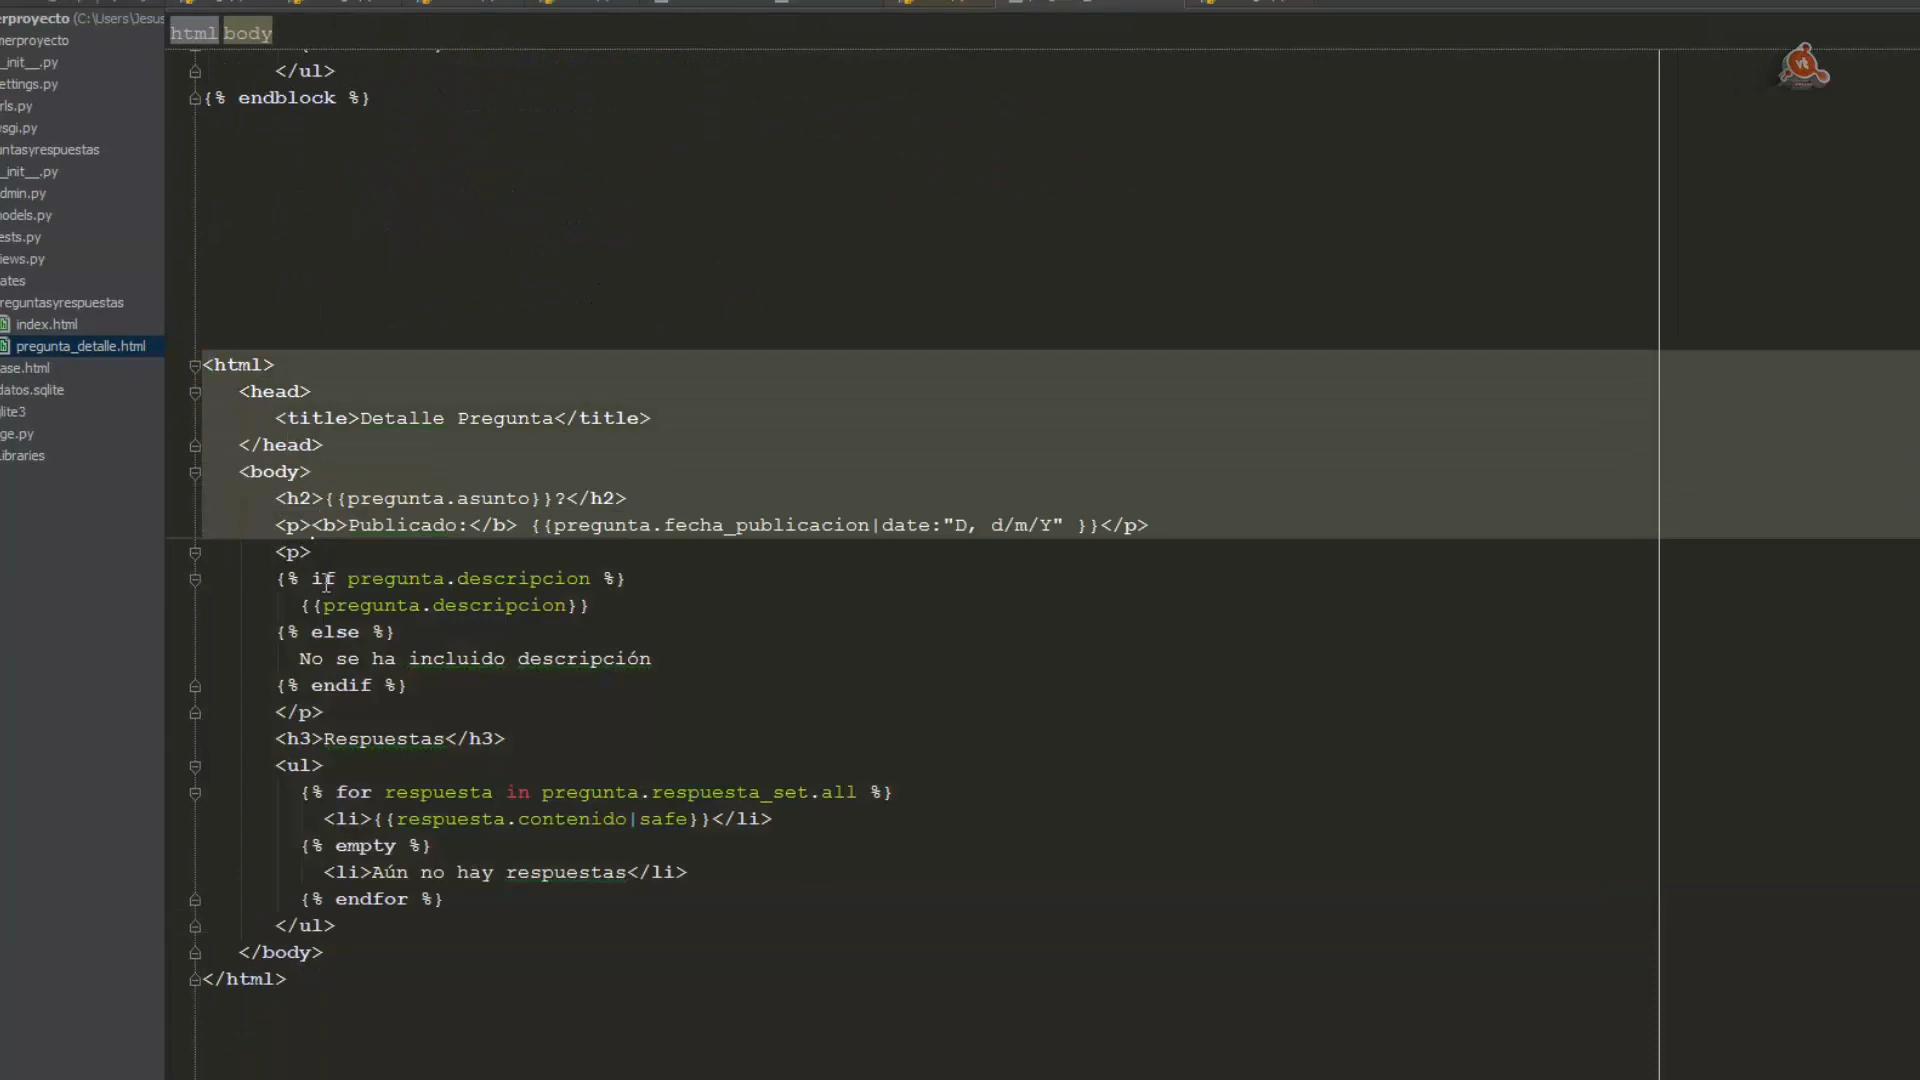 erproyecto (C:\Users\Jesus
merproyecto
_init__.py
ettings.py
rls.py
wsgi.py
untasyrespuestas
_init__.py
dmin.py
models.py
ests.py
iews.py
ates
reguntasyrespuestas
index.html
pregunta_detalle.html
ase.html
datos.sqlite
qlite3
ge.py
ibraries
html body
</ul>
{% endblock %}
<html>
<head>
<title>Detalle Pregunta</title>
</head>
<body>
<h2>{{pregunta.asunto}}?</h2>
<p><b>Publicado:</b> {{pregunta.fecha_publicacion|date:"D, d/m/Y" }}</p>
<p>
{% if pregunta.descripcion %}
{{pregunta.descripcion}}
{% else %}
No se ha incluido descripción
{% endif %}
</p>
<h3>Respuestas</h3>
<ul>
{% for respuesta in pregunta.respuesta_set.all %}
<li>{{respuesta.contenido|safe}}</li>
{% empty %}
<li>Aún no hay respuestas</li>
{% endfor %}
</ul>
</body>
</html>